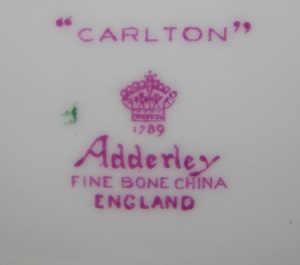 "CARLTON"
1789
Adderley
FINE BONE CHINA
ENGLAND